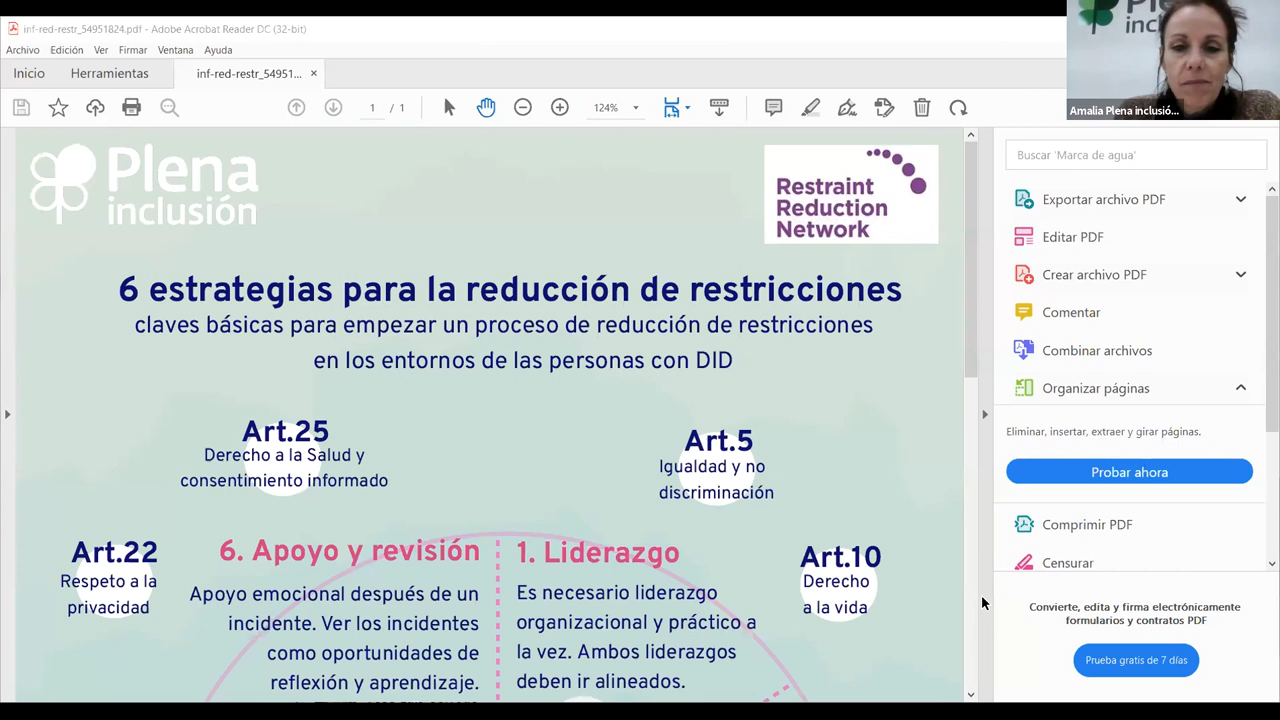 inf-red-restr_54951824.pdf - Adobe Acrobat Reader DC (32-bit)
Archivo Edición Ver Firmar Ventana Ayuda
Inicio Herramientas inf-red-restr_54951... ×
1 / 1 124%
Amalia Plena inclusió...
Plena
inclusión
Restraint
Reduction
Network
6 estrategias para la reducción de restricciones
claves básicas para empezar un proceso de reducción de restricciones
en los entornos de las personas con DID
Art.25
Derecho a la Salud y
consentimiento informado
Art.5
Igualdad y no
discriminación
Art.22
Respeto a la
privacidad
6. Apoyo y revisión
Apoyo emocional después de un
incidente. Ver los incidentes
como oportunidades de
reflexión y aprendizaje.
1. Liderazgo
Es necesario liderazgo
organizacional y práctico a
la vez. Ambos liderazgos
deben ir alineados.
Art.10
Derecho
a la vida
Buscar 'Marca de agua'
Exportar archivo PDF
Editar PDF
Crear archivo PDF
Comentar
Combinar archivos
Organizar páginas
Eliminar, insertar, extraer y girar páginas.
Probar ahora
Comprimir PDF
Censurar
Convierte, edita y firma electrónicamente
formularios y contratos PDF
Prueba gratis de 7 días